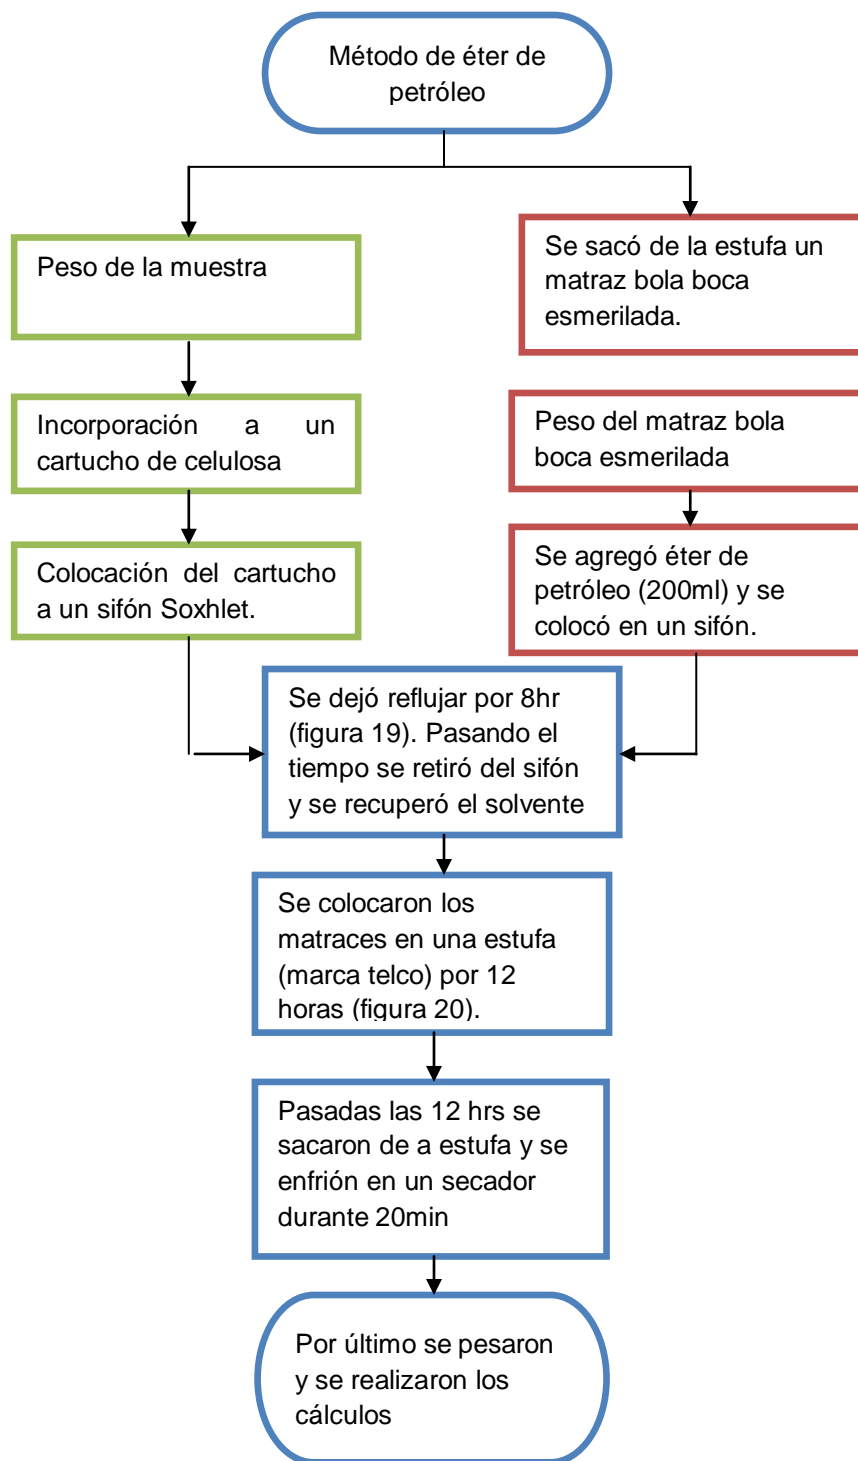 Método de éter de
petróleo
Peso de la muestra
Incorporación a un
cartucho de celulosa
Colocación del cartucho
a un sifón Soxhlet.
Se sacó de la estufa un
matraz bola boca
esmerilada.
Peso del matraz bola
boca esmerilada
Se agregó éter de
petróleo (200ml) y se
colocó en un sifón.
Se dejó reflujar por 8hr
(figura 19). Pasando el
tiempo se retiró del sifón
y se recuperó el solvente
Se colocaron los
matraces en una estufa
(marca telco) por 12
horas (figura 20).
Pasadas las 12 hrs se
sacaron de a estufa y se
enfrión en un secador
durante 20min
Por último se pesaron
y se realizaron los
cálculos